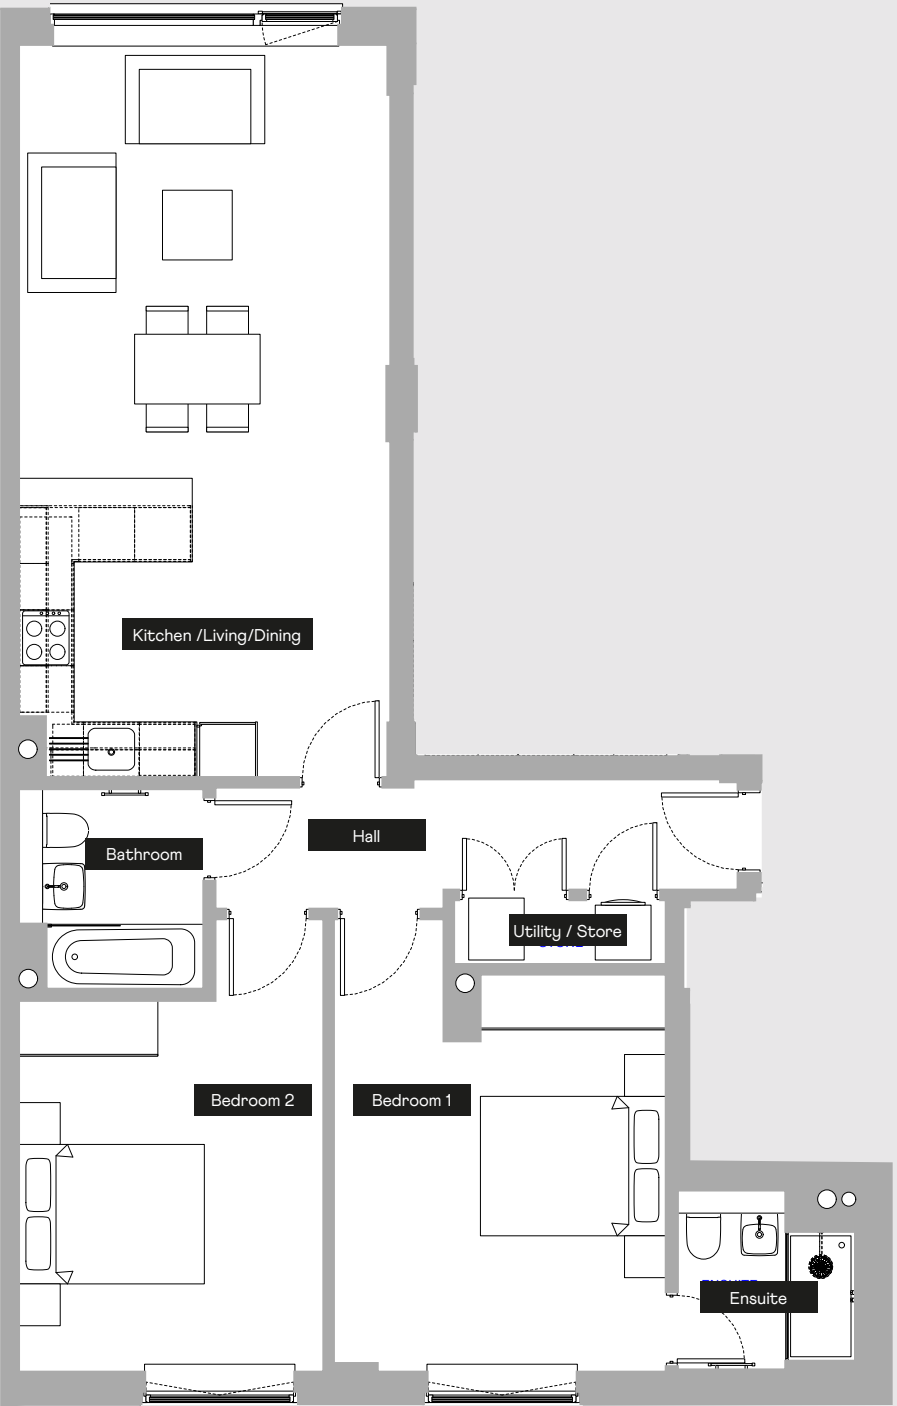 Kitchen /Living/Dining
Hall
Bathroom
Utility / Store
Bedroom 2
Bedroom 1
Ensuite